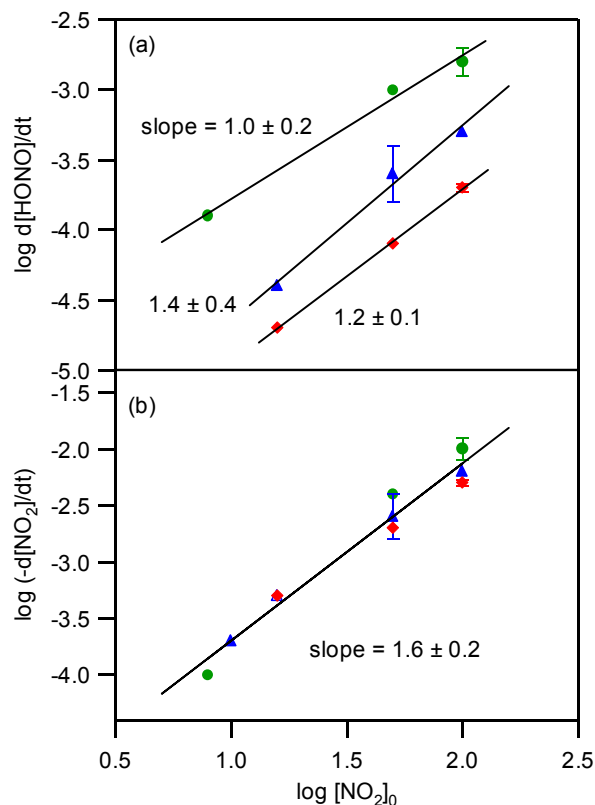 (a)
-2.5
-3.0
-3.5
-4.0
-4.5
-5.0
log d[HONO]/dt
slope = 1.0 ± 0.2
1.4 ± 0.4
1.2 ± 0.1
(b)
-1.5
-2.0
-2.5
-3.0
-3.5
-4.0
log (-d[NO₂]/dt)
slope = 1.6 ± 0.2
0.5 1.0 1.5 2.0 2.5
log [NO₂]₀